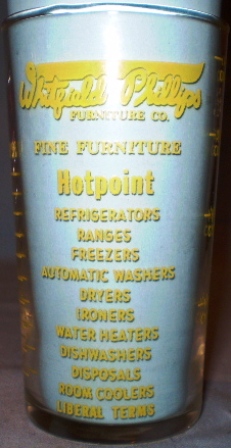 Whitfield Phillips
FURNITURE CO.
FINE FURNITURE
Hotpoint
REFRIGERATORS
RANGES
FREEZERS
AUTOMATIC WASHERS
DRYERS
IRONERS
WATER HEATERS
DISHWASHERS
DISPOSALS
ROOM COOLERS
LIBERAL TERMS